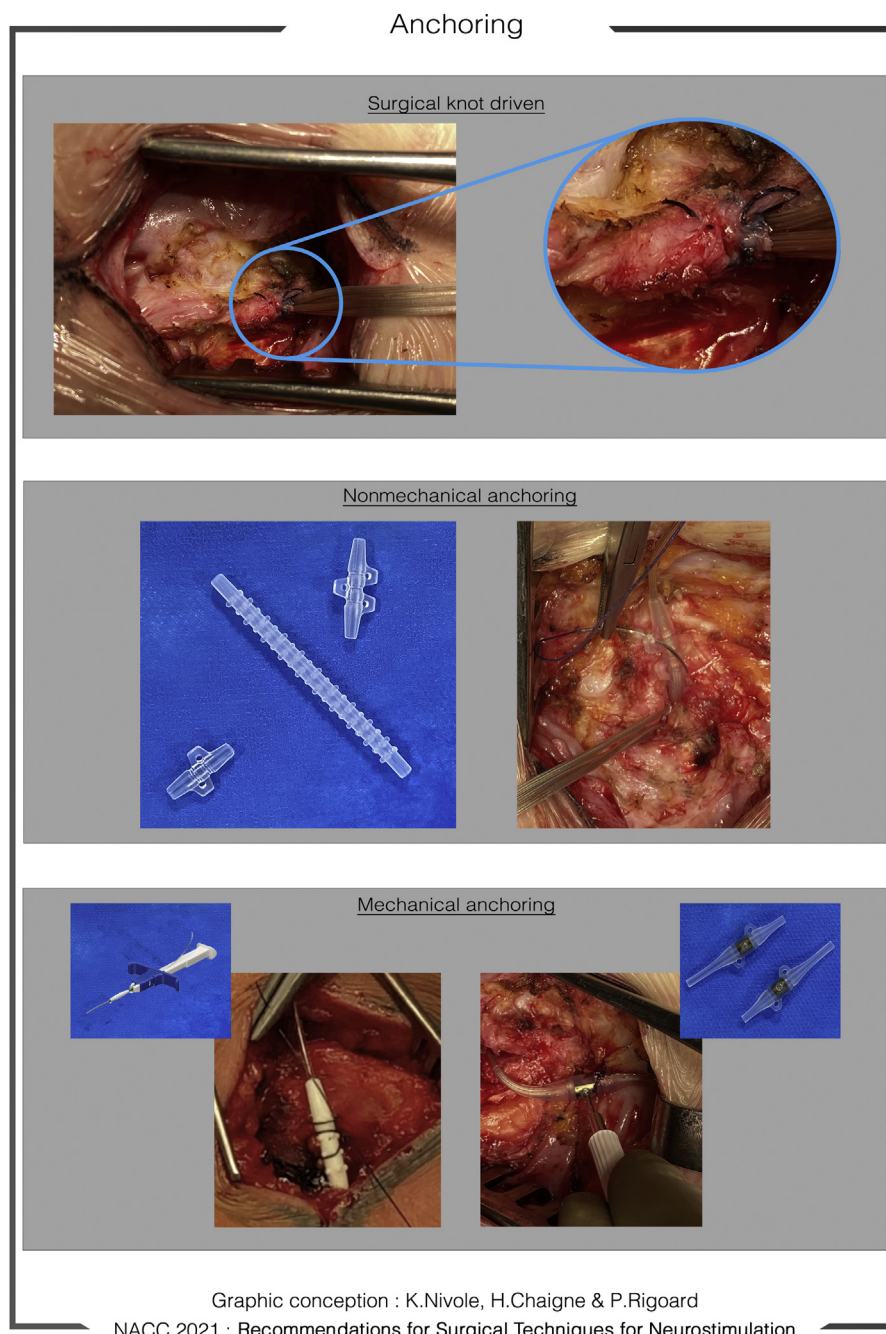 Anchoring
Surgical knot driven
Nonmechanical anchoring
Mechanical anchoring
Graphic conception : K.Nivole, H.Chaigne & P.Rigoard
NACC 2021 : Recommendations for Surgical Techniques for Neurostimulation